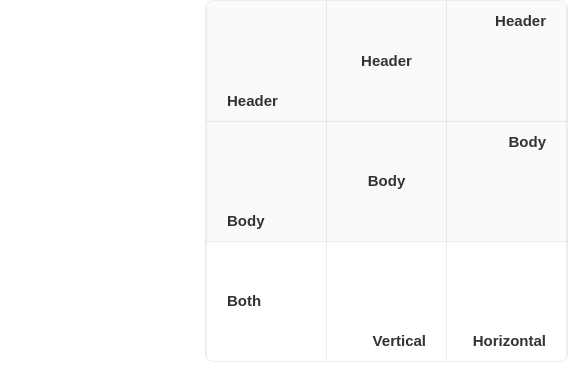 Header
Header
Header
Body
Body
Body
Both
Vertical
Horizontal